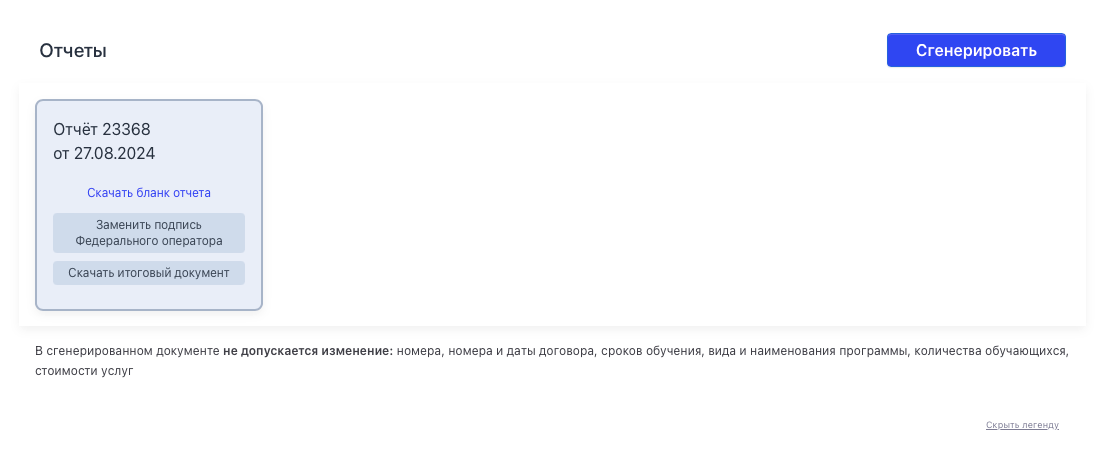 Отчеты
Сгенерировать
Отчёт 23368
от 27.08.2024
Скачать бланк отчета
Заменить подпись
Федерального оператора
Скачать итоговый документ
В сгенерированном документе не допускается изменение: номера, номера и даты договора, сроков обучения, вида и наименования программы, количества обучающихся,
стоимости услуг
Скрыть легенду